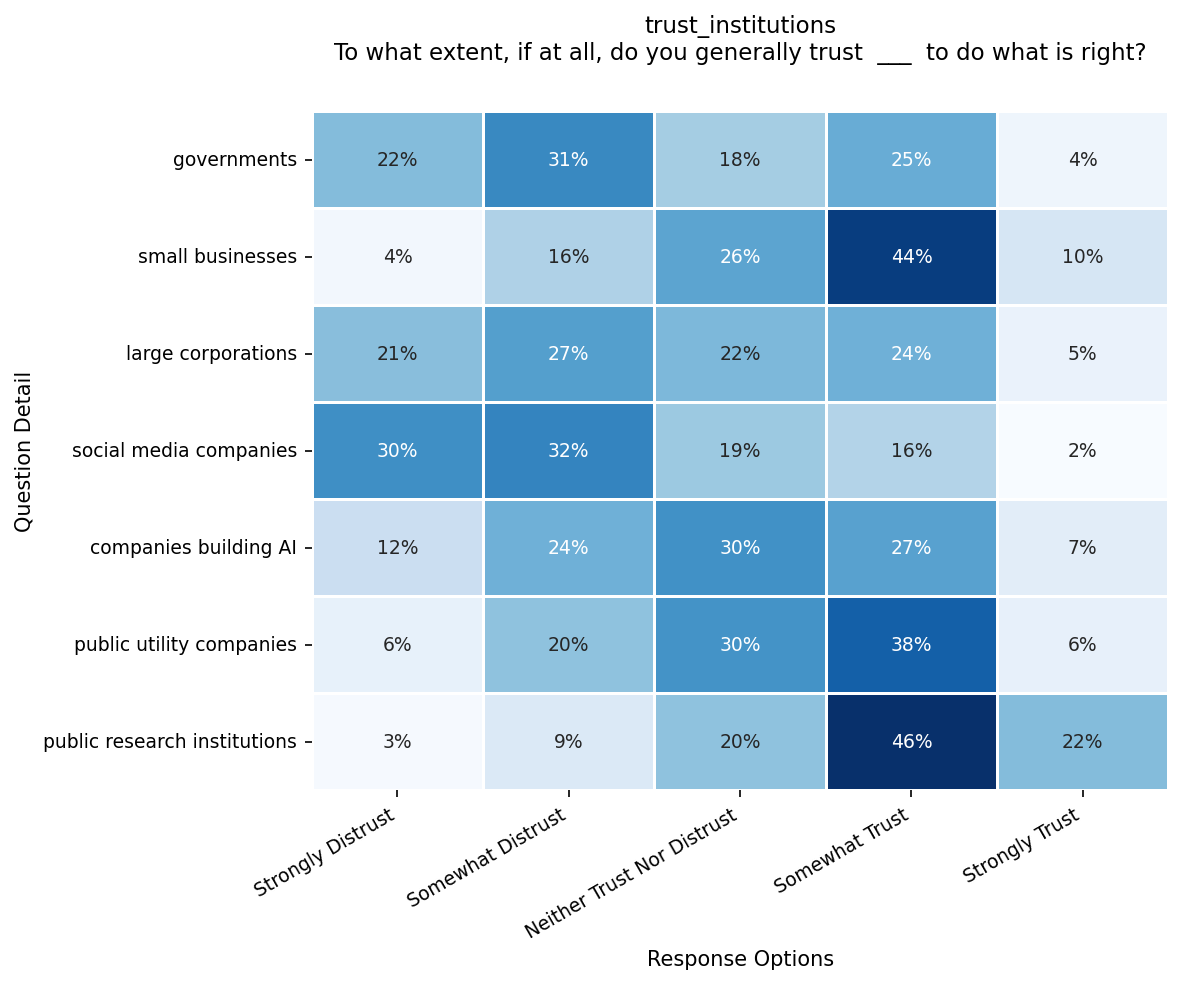 trust_institutions
To what extent, if at all, do you generally trust ___ to do what is right?
Question Detail
governments 22% 31% 18% 25% 4%
small businesses 4% 16% 26% 44% 10%
large corporations 21% 27% 22% 24% 5%
social media companies 30% 32% 19% 16% 2%
companies building AI 12% 24% 30% 27% 7%
public utility companies 6% 20% 30% 38% 6%
public research institutions 3% 9% 20% 46% 22%
Strongly Distrust
Somewhat Distrust
Neither Trust Nor Distrust
Somewhat Trust
Strongly Trust
Response Options